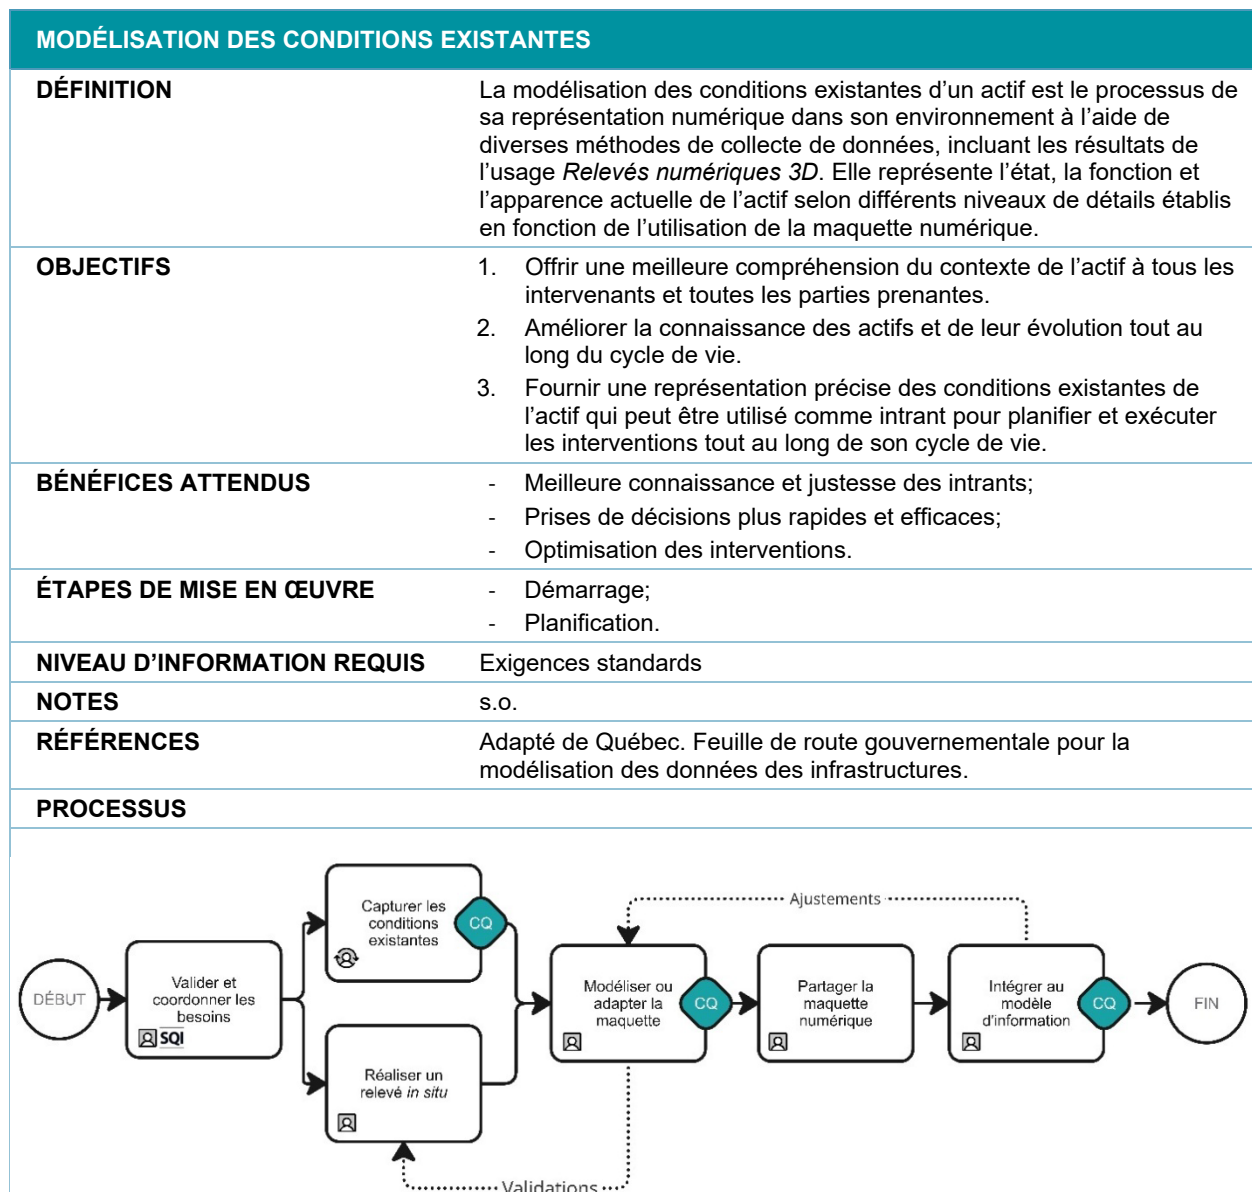 MODÉLISATION DES CONDITIONS EXISTANTES
DÉFINITION
La modélisation des conditions existantes d’un actif est le processus de
sa représentation numérique dans son environnement à l’aide de
diverses méthodes de collecte de données, incluant les résultats de
l’usage Relevés numériques 3D. Elle représente l’état, la fonction et
l’apparence actuelle de l’actif selon différents niveaux de détails établis
en fonction de l’utilisation de la maquette numérique.
OBJECTIFS
1. Offrir une meilleure compréhension du contexte de l’actif à tous les
intervenants et toutes les parties prenantes.
2. Améliorer la connaissance des actifs et de leur évolution tout au
long du cycle de vie.
3. Fournir une représentation précise des conditions existantes de
l’actif qui peut être utilisé comme intrant pour planifier et exécuter
les interventions tout au long de son cycle de vie.
BÉNÉFICES ATTENDUS
- Meilleure connaissance et justesse des intrants;
- Prises de décisions plus rapides et efficaces;
- Optimisation des interventions.
ÉTAPES DE MISE EN ŒUVRE
- Démarrage;
- Planification.
NIVEAU D’INFORMATION REQUIS
Exigences standards
NOTES
s.o.
RÉFÉRENCES
Adapté de Québec. Feuille de route gouvernementale pour la
modélisation des données des infrastructures.
PROCESSUS
DÉBUT
Valider et
coordonner les
besoins
SQI
Capturer les
conditions
existantes
CQ
Réaliser un
relevé in situ
Modéliser ou
adapter la
maquette
CQ
Partager la
maquette
numérique
Intégrer au
modèle
d'information
CQ
FIN
Ajustements
Validations